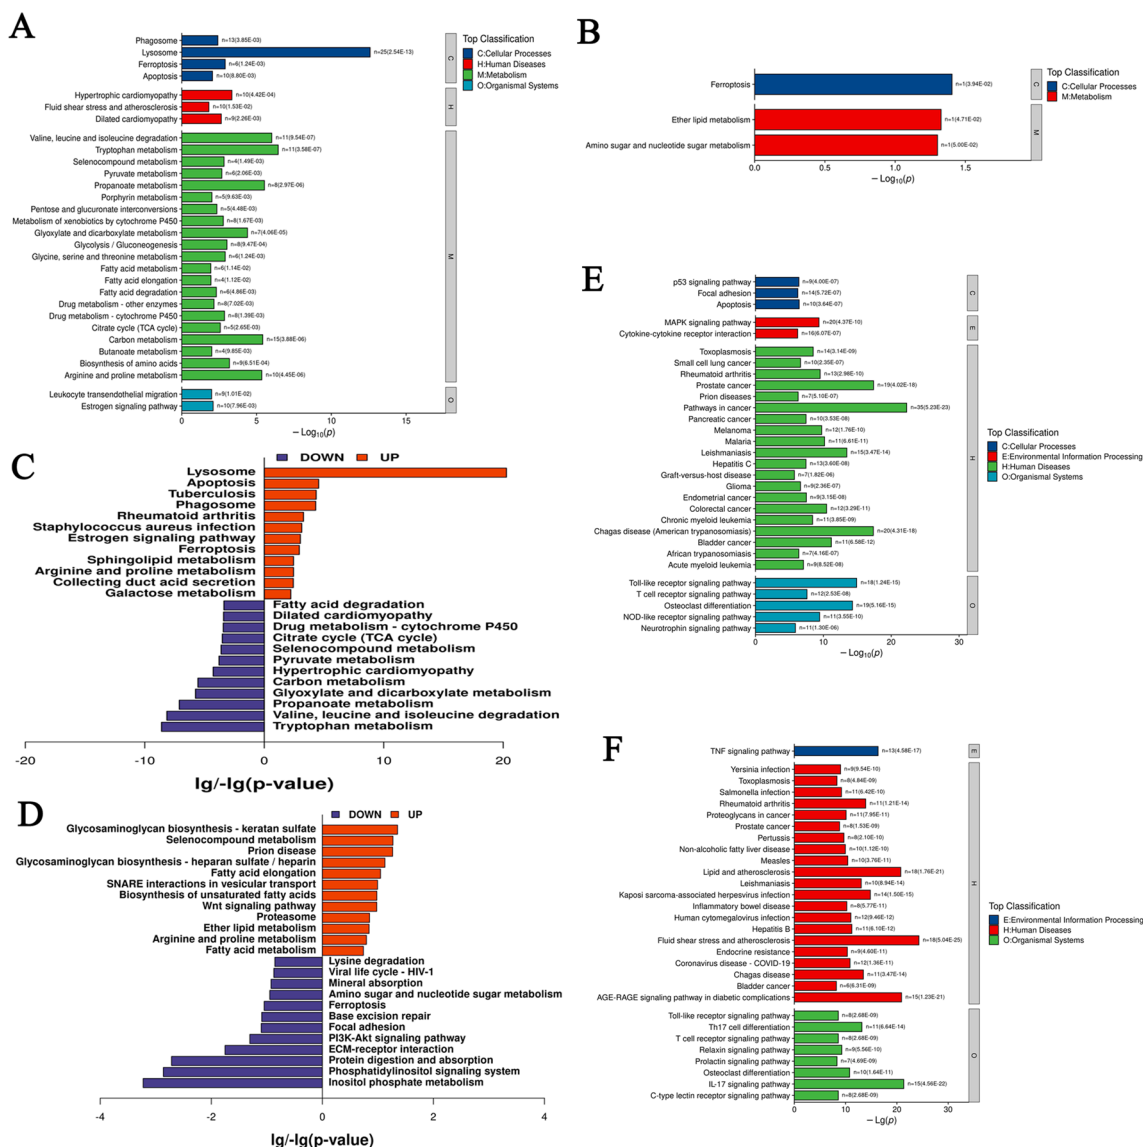 A
Top Classification
C:Cellular Processes
H:Human Diseases
M:Metabolism
O:Organismal Systems
Phagosome n=13(3.85E-03)
Lysosome n=25(2.54E-13)
Ferroptosis n=6(1.24E-03)
Apoptosis n=10(8.80E-03)
C
Hypertrophic cardiomyopathy n=10(4.42E-04)
Fluid shear stress and atherosclerosis n=10(1.53E-02)
Dilated cardiomyopathy n=9(2.26E-03)
H
Valine, leucine and isoleucine degradation n=11(9.54E-07)
Tryptophan metabolism n=11(3.58E-07)
Selenocompound metabolism n=4(1.49E-03)
Pyruvate metabolism n=6(2.06E-03)
Propanoate metabolism n=8(2.97E-06)
Porphyrin metabolism n=5(9.63E-03)
Pentose and glucuronate interconversions n=5(4.48E-03)
Metabolism of xenobiotics by cytochrome P450 n=8(1.67E-03)
Glyoxylate and dicarboxylate metabolism n=7(4.06E-05)
Glycolysis / Gluconeogenesis n=8(9.47E-04)
Glycine, serine and threonine metabolism n=6(1.24E-03)
Fatty acid metabolism n=6(1.14E-02)
Fatty acid elongation n=4(1.12E-02)
Fatty acid degradation n=6(4.66E-03)
Drug metabolism - other enzymes n=8(7.02E-03)
Drug metabolism - cytochrome P450 n=8(1.39E-03)
Citrate cycle (TCA cycle) n=5(2.65E-03)
Carbon metabolism n=15(3.88E-06)
Butanoate metabolism n=4(9.85E-03)
Biosynthesis of amino acids n=9(6.51E-04)
Arginine and proline metabolism n=10(4.45E-06)
M
Leukocyte transendothelial migration n=9(1.01E-02)
Estrogen signaling pathway n=10(7.96E-03)
O
0 5 10 15
−Log10(p)
B
Top Classification
C:Cellular Processes
M:Metabolism
Ferroptosis n=1(3.94E-02)
C
Ether lipid metabolism n=1(4.71E-02)
Amino sugar and nucleotide sugar metabolism n=1(5.00E-02)
M
0.0 0.5 1.0 1.5
−Log10(p)
C
DOWN UP
Lysosome
Apoptosis
Tuberculosis
Phagosome
Rheumatoid arthritis
Staphylococcus aureus infection
Estrogen signaling pathway
Ferroptosis
Sphingolipid metabolism
Arginine and proline metabolism
Collecting duct acid secretion
Galactose metabolism
Fatty acid degradation
Dilated cardiomyopathy
Drug metabolism - cytochrome P450
Citrate cycle (TCA cycle)
Selenocompound metabolism
Pyruvate metabolism
Hypertrophic cardiomyopathy
Carbon metabolism
Glyoxylate and dicarboxylate metabolism
Propanoate metabolism
Valine, leucine and isoleucine degradation
Tryptophan metabolism
-20 -10 0 10 20
lg/-lg(p-value)
D
DOWN UP
Glycosaminoglycan biosynthesis - keratan sulfate
Selenocompound metabolism
Prion disease
Glycosaminoglycan biosynthesis - heparan sulfate / heparin
Fatty acid elongation
SNARE interactions in vesicular transport
Biosynthesis of unsaturated fatty acids
Wnt signaling pathway
Proteasome
Ether lipid metabolism
Arginine and proline metabolism
Fatty acid metabolism
Lysine degradation
Viral life cycle - HIV-1
Mineral absorption
Amino sugar and nucleotide sugar metabolism
Ferroptosis
Base excision repair
Focal adhesion
PI3K-Akt signaling pathway
ECM-receptor interaction
Protein digestion and absorption
Phosphatidylinositol signaling system
Inositol phosphate metabolism
-4 -2 0 2 4
lg/-lg(p-value)
E
p53 signaling pathway n=9(4.00E-07)
Focal adhesion n=14(5.72E-07)
Apoptosis n=10(3.64E-07)
C
MAPK signaling pathway n=20(4.37E-10)
Cytokine-cytokine receptor interaction n=16(6.07E-07)
E
Toxoplasmosis n=14(3.14E-09)
Small cell lung cancer n=10(2.35E-07)
Rheumatoid arthritis n=13(2.98E-10)
Prostate cancer n=19(4.02E-18)
Prion diseases n=7(5.10E-07)
Pathways in cancer n=35(5.23E-23)
Pancreatic cancer n=10(3.53E-08)
Melanoma n=12(1.76E-10)
Malaria n=11(6.61E-11)
Leishmaniasis n=15(3.47E-14)
Hepatitis C n=13(3.60E-08)
Graft-versus-host disease n=7(1.82E-06)
Glioma n=9(2.36E-07)
Endometrial cancer n=9(3.15E-08)
Colorectal cancer n=12(3.29E-11)
Chronic myeloid leukemia n=11(3.85E-09)
Chagas disease (American trypanosomiasis) n=20(4.31E-18)
Bladder cancer n=11(6.58E-12)
African trypanosomiasis n=7(4.16E-07)
Acute myeloid leukemia n=9(8.52E-08)
H
Toll-like receptor signaling pathway n=18(1.24E-15)
T cell receptor signaling pathway n=12(2.53E-08)
Osteoclast differentiation n=19(5.16E-15)
NOD-like receptor signaling pathway n=11(3.55E-10)
Neurotrophin signaling pathway n=11(1.30E-06)
O
0 10 20 30
−Log10(p)
Top Classification
C:Cellular Processes
E:Environmental Information Processing
H:Human Diseases
O:Organismal Systems
F
TNF signaling pathway n=13(4.58E-17)
E
Yersinia infection n=9(9.54E-10)
Toxoplasmosis n=8(4.84E-09)
Salmonella infection n=11(6.42E-10)
Rheumatoid arthritis n=11(1.21E-14)
Proteoglycans in cancer n=11(7.95E-11)
Prostate cancer n=8(1.53E-09)
Pertussis n=8(2.10E-10)
Non-alcoholic fatty liver disease n=10(1.12E-10)
Measles n=10(3.76E-11)
Lipid and atherosclerosis n=18(1.76E-21)
Leishmaniasis n=10(8.94E-14)
Kaposi sarcoma-associated herpesvirus infection n=14(1.50E-15)
Inflammatory bowel disease n=8(5.77E-11)
Human cytomegalovirus infection n=12(9.46E-12)
Hepatitis B n=11(6.10E-12)
Fluid shear stress and atherosclerosis n=18(5.04E-25)
Endocrine resistance n=9(4.60E-11)
Coronavirus disease - COVID-19 n=12(1.36E-11)
Chagas disease n=11(3.47E-14)
Bladder cancer n=6(6.31E-09)
AGE-RAGE signaling pathway in diabetic complications n=15(1.23E-21)
H
Toll-like receptor signaling pathway n=8(2.68E-09)
Th17 cell differentiation n=11(6.64E-14)
T cell receptor signaling pathway n=8(2.68E-09)
Relaxin signaling pathway n=9(5.56E-10)
Prolactin signaling pathway n=7(4.69E-09)
Osteoclast differentiation n=10(1.64E-11)
IL-17 signaling pathway n=15(4.56E-22)
C-type lectin receptor signaling pathway n=8(2.68E-09)
O
0 10 20 30
−Lg(p)
Top Classification
E:Environmental Information Processing
H:Human Diseases
O:Organismal Systems